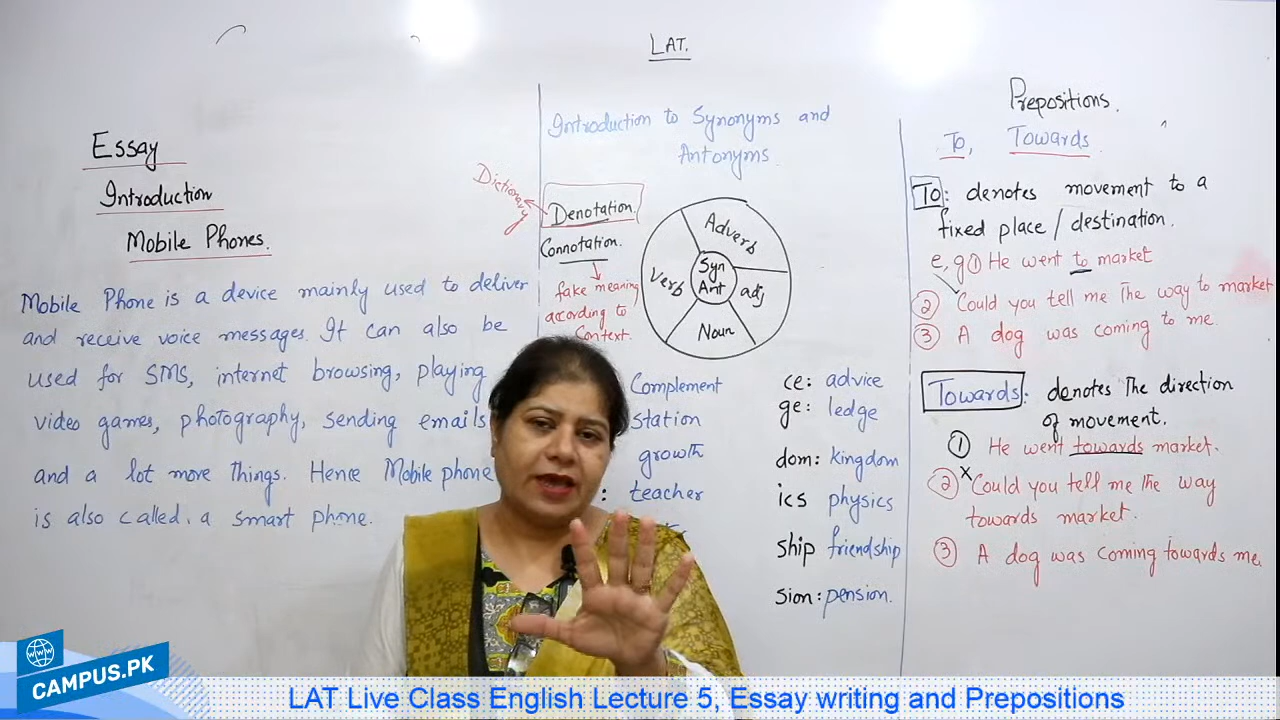 LAT.
Essay
Introduction
Mobile Phones.
Mobile Phone is a device mainly used to deliver
and receive voice messages. It can also be
used for SMS, internet browsing, playing
video games, photography, sending emails
and a lot more things. Hence Mobile phone
is also called a smart phone.
Introduction to Synonyms and
Antonyms.
Dictionary
Denotation.
Connotation.
fake meaning
according to
Context.
Adverb
Verb
Syn
Ant
adj
Noun
Complement
station
growth
: teacher
ce: advice
ge: ledge
dom: kingdom
ics physics
ship friendship
sion: pension.
Prepositions.
To, Towards.
To: denotes movement to a
fixed place / destination.
e,g ① He went to market
② Could you tell me The way to market
③ A dog was coming to me.
Towards: denotes The direction
of movement.
① He went towards market.
② x Could you tell me The way
towards market.
③ A dog was coming towards me.
WWW
CAMPUS.PK
LAT Live Class English Lecture 5, Essay writing and Prepositions